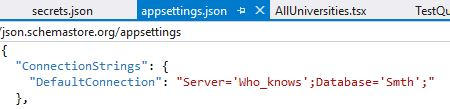 secrets.json appsettings.json AllUniversities.tsx TestQu
/json.schemastore.org/appsettings
{
"ConnectionStrings": {
"DefaultConnection": "Server='Who_knows';Database='Smth';"
},